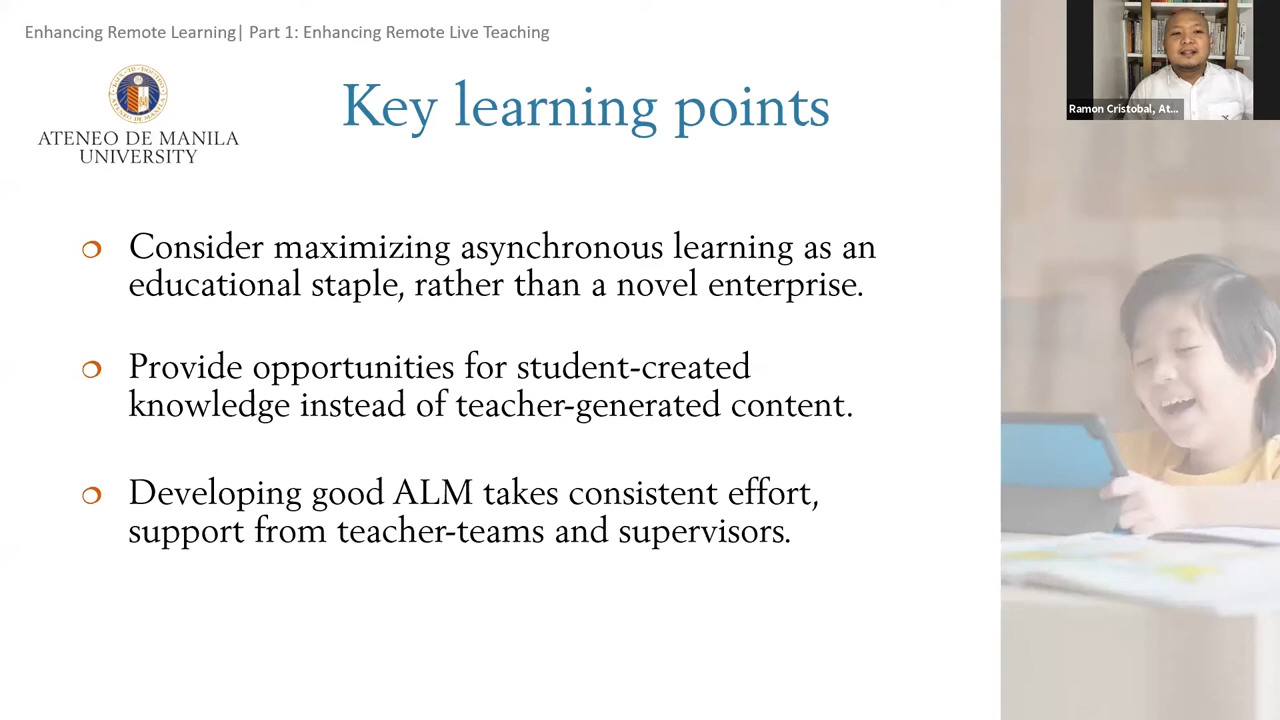 Enhancing Remote Learning| Part 1: Enhancing Remote Live Teaching
ATENEO DE MANILA
UNIVERSITY
Key learning points
Ramon Cristobal, At...
Consider maximizing asynchronous learning as an
educational staple, rather than a novel enterprise.
Provide opportunities for student-created
knowledge instead of teacher-generated content.
Developing good ALM takes consistent effort,
support from teacher-teams and supervisors.